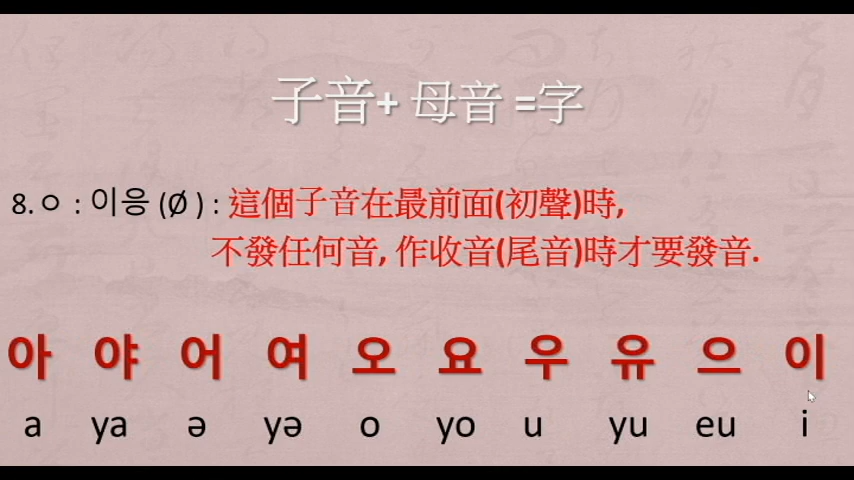 子音+ 母音 =字
8.ㅇ : 이응 (Ø ) : 這個子音在最前面(初聲)時,
不發任何音, 作收音(尾音)時才要發音.
아 야 어 여 오 요 우 유 으 이
a ya ə yə o yo u yu eu i